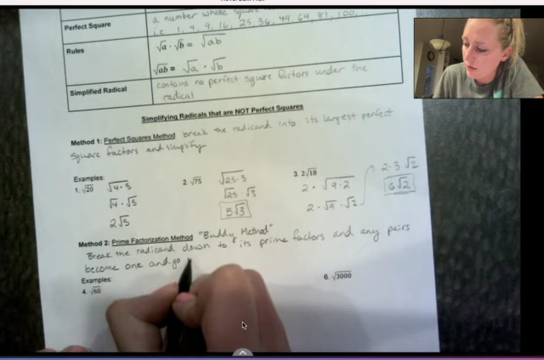 a number whose square
Perfect Square
i.e 1, 4, 9, 16, 25, 36, 49 64 81, 100,
Rules
√a · √b = √ab
√ab = √a · √b
Simplified Radical
contains no perfect square factors under the
radical
Simplifying Radicals that are NOT Perfect Squares
Method 1: Perfect Squares Method break the radicand into its largest perfect
square factors and simplify
Examples:
1. √20
√4·5
√4 · √5
2√5
2. √75
√25·3
√25 · √3
5√3
3. 2√18
2 · √9·2
2 · √9 · √2
2·3·√2
6√2
Method 2: Prime Factorization Method "Buddy Method"
Break the radicand down to its prime factors and any pairs
become one and go
Examples:
4. √60
6. √3000